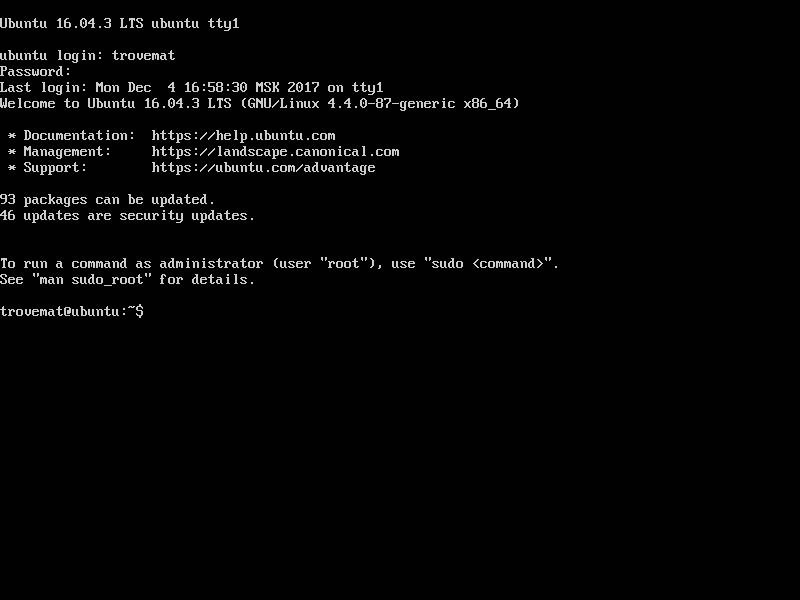 Ubuntu 16.04.3 LTS ubuntu tty1
ubuntu login: trovemat
Password:
Last login: Mon Dec  4 16:58:30 MSK 2017 on tty1
Welcome to Ubuntu 16.04.3 LTS (GNU/Linux 4.4.0-87-generic x86_64)
 * Documentation:  https://help.ubuntu.com
 * Management:     https://landscape.canonical.com
 * Support:        https://ubuntu.com/advantage
93 packages can be updated.
46 updates are security updates.
To run a command as administrator (user "root"), use "sudo <command>".
See "man sudo_root" for details.
trovemat@ubuntu:~$